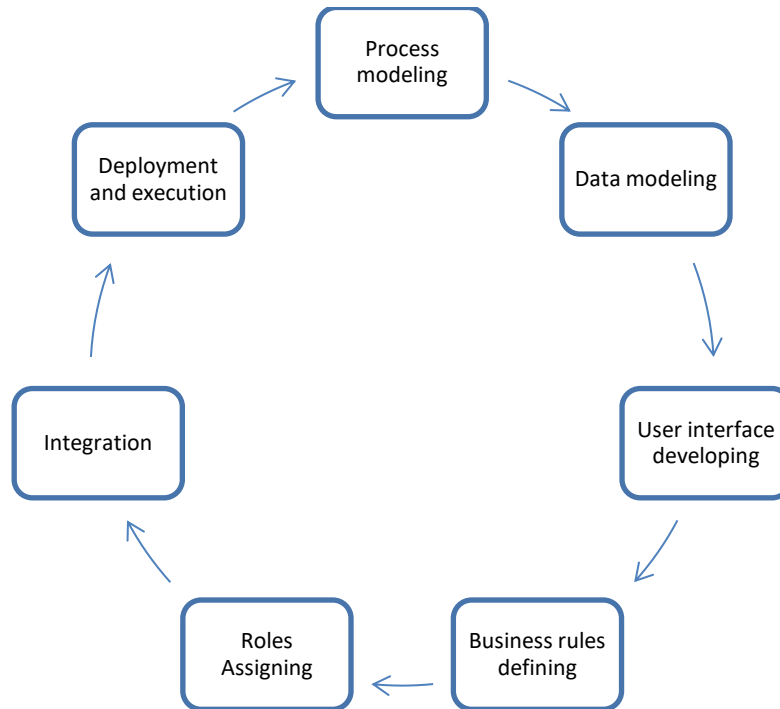 Process
modeling
Data modeling
User interface
developing
Business rules
defining
Roles
Assigning
Integration
Deployment
and execution